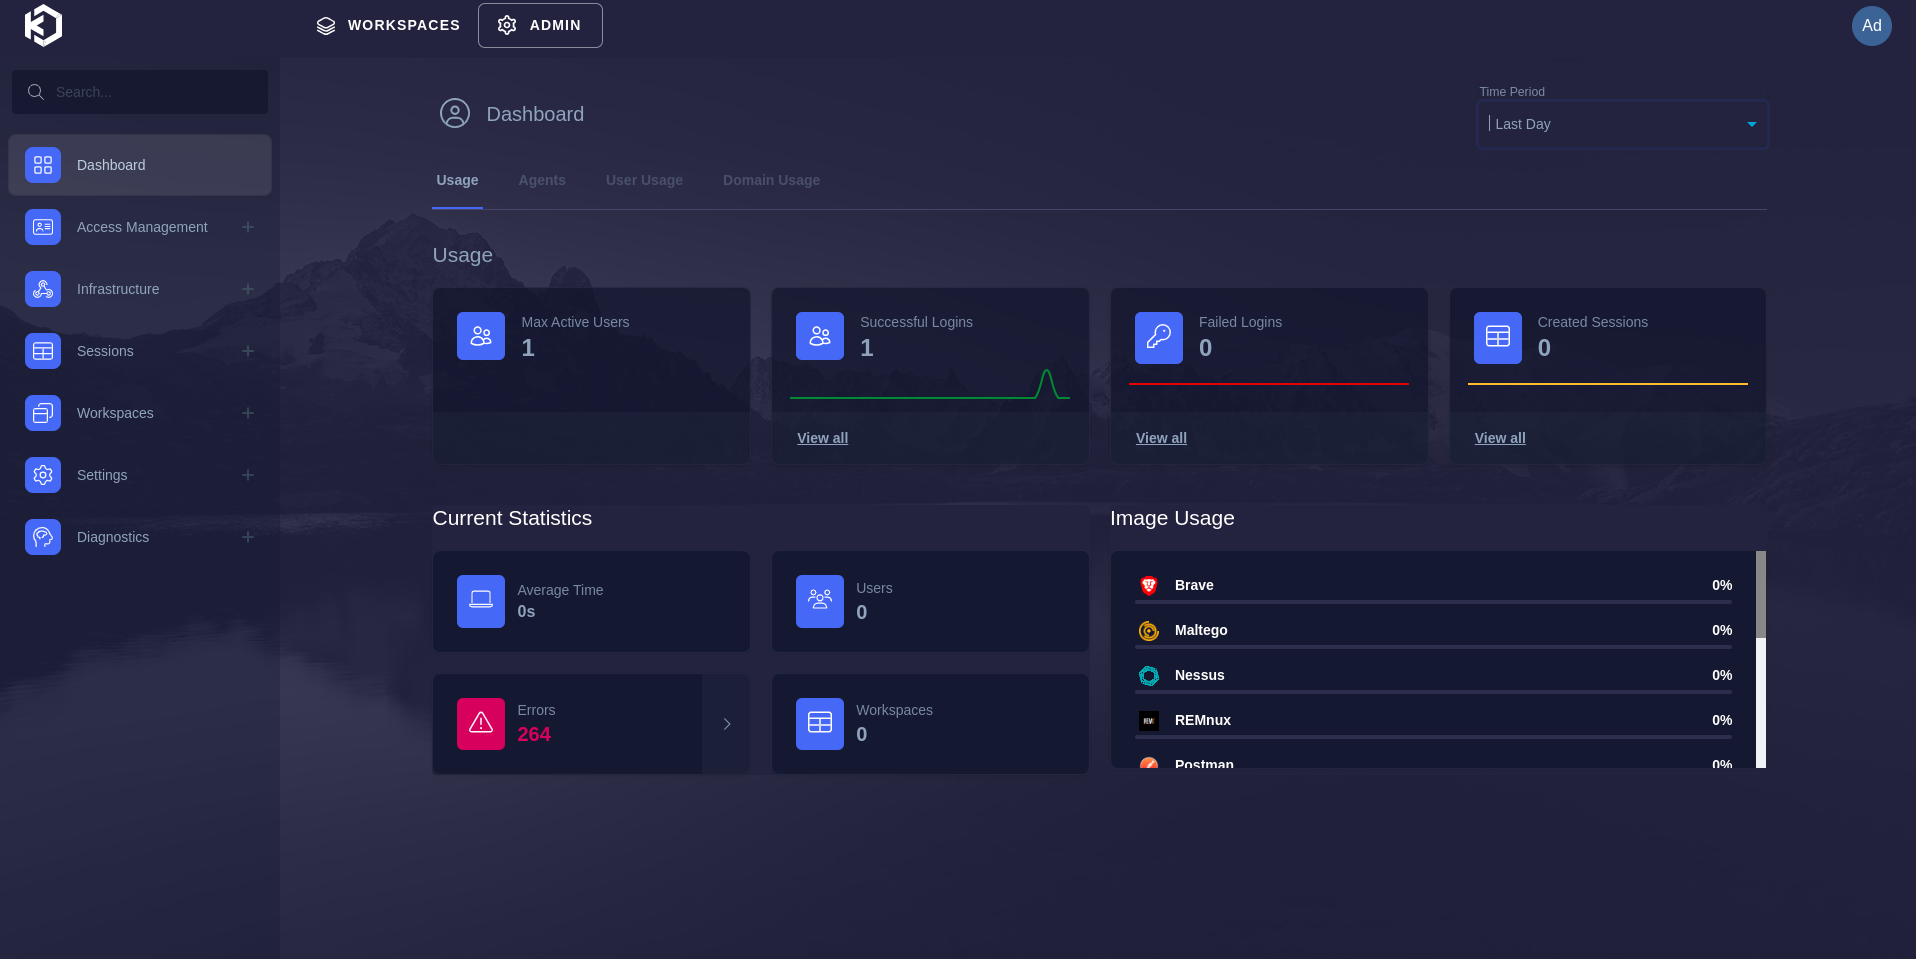 WORKSPACES
ADMIN
Ad
Search...
Dashboard
Access Management
Infrastructure
Sessions
Workspaces
Settings
Diagnostics
Dashboard
Time Period
Last Day
Usage Agents User Usage Domain Usage
Usage
Max Active Users
1
Successful Logins
1
View all
Failed Logins
0
View all
Created Sessions
0
View all
Current Statistics
Average Time
0s
Users
0
Errors
264
Workspaces
0
Image Usage
Brave 0%
Maltego 0%
Nessus 0%
REMnux 0%
Postman 0%